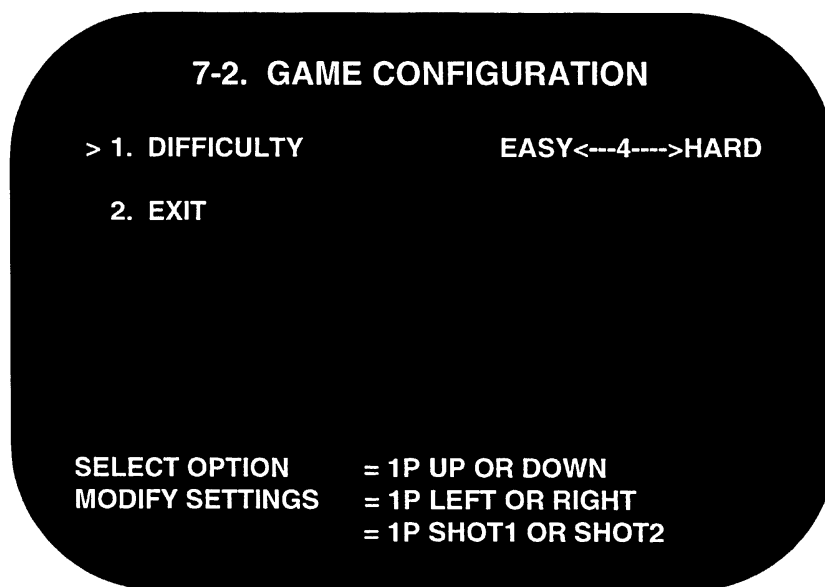 7-2. GAME CONFIGURATION
> 1. DIFFICULTY EASY<---4---->HARD
2. EXIT
SELECT OPTION = 1P UP OR DOWN
MODIFY SETTINGS = 1P LEFT OR RIGHT
= 1P SHOT1 OR SHOT2